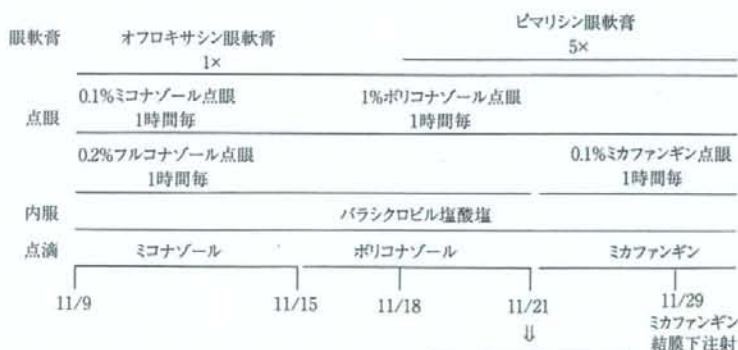 ピマリシン眼軟膏
眼軟膏 オフロキサシン眼軟膏 5×
1×
0.1%ミコナゾール点眼 1%ボリコナゾール点眼
点眼 1時間毎 1時間毎
0.2%フルコナゾール点眼 0.1%ミカファンギン点眼
1時間毎 1時間毎
内服 バラシクロビル塩酸塩
点滴 ミコナゾール ボリコナゾール ミカファンギン
11/9 11/15 11/18 11/21 11/29
⇓ ミカファンギン
結膜下注射